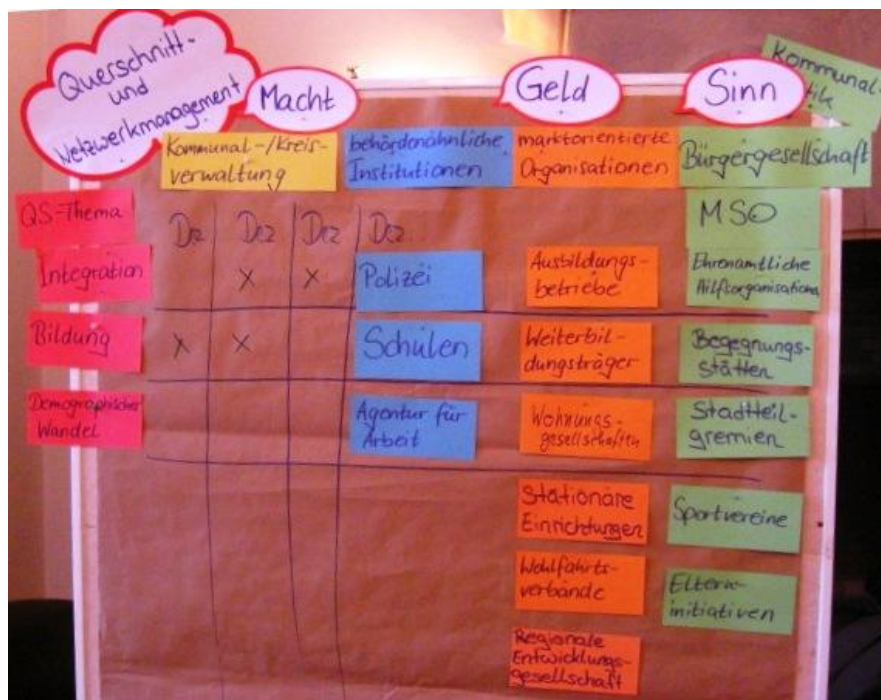 Querschnitt-
und
Netzwerkmanagement
Macht
Geld
Sinn
Kommunal-
tik
Kommunal-/Kreis-
verwaltung
behördenähnliche
Institutionen
marktorientierte
Organisationen
Bürgergesellschaft
QS-Thema
Dez Dez Dez Dez
MSO
Integration
X X
Polizei
Ausbildungs-
betriebe
Ehrenamtliche
Hilfsorganisationen
Bildung
X X
Schulen
Weiterbil-
dungsträger
Begegnungs-
stätten
Demographischer
Wandel
Agentur für
Arbeit
Wohnungs-
gesellschaften
Stadtteil-
gremien
Stationäre
Einrichtungen
Sportvereine
Wohlfahrts-
verbände
Eltern-
initiativen
Regionale
Entwicklungs-
gesellschaft